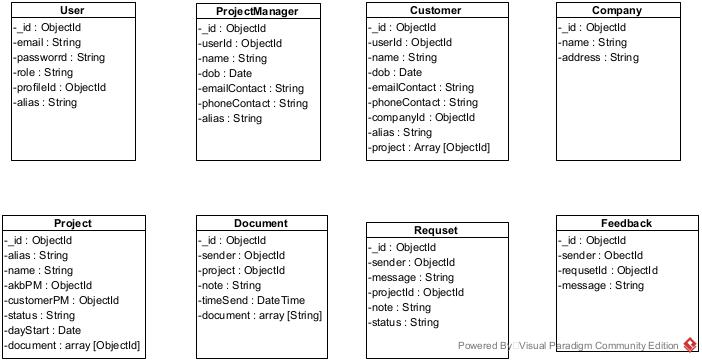 User
-_id : ObjectId
-email : String
-passworrd : String
-role : String
-profileId : ObjectId
-alias : String
ProjectManager
-_id : ObjectId
-userId : ObjectId
-name : String
-dob : Date
-emailContact : String
-phoneContact : String
-alias : String
Customer
-_id : ObjectId
-userId : ObjectId
-name : String
-dob : Date
-emailContact : String
-phoneContact : String
-companyId : ObjectId
-alias : String
-project : Array [ObjectId]
Company
-_id : ObjectId
-name : String
-address : String
Project
-_id : ObjectId
-alias : String
-name : String
-akbPM : ObjectId
-customerPM : ObjectId
-status : String
-dayStart : Date
-document : array [ObjectId]
Document
-_id : ObjectId
-sender : ObjectId
-project : ObjectId
-note : String
-timeSend : DateTime
-document : array [String]
Requset
-_id : ObjectId
-sender : ObjectId
-message : String
-projectId : ObjectId
-note : String
-status : String
Feedback
-_id : ObjectId
-sender : ObectId
-requsetId : ObjectId
-message : String
Powered By Visual Paradigm Community Edition